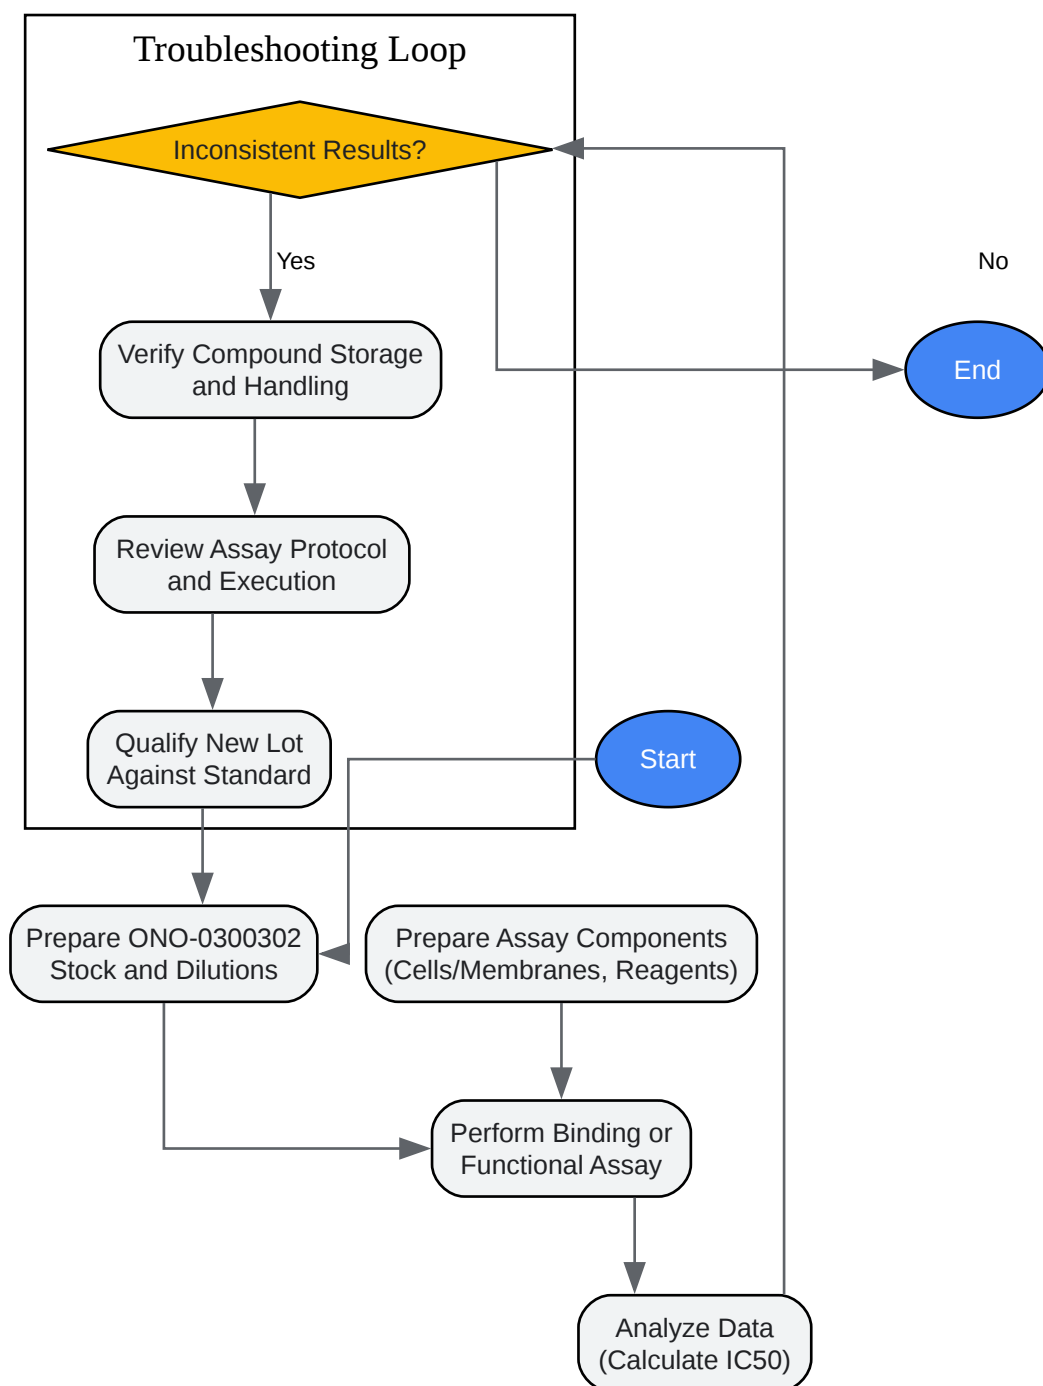 Troubleshooting Loop
Inconsistent Results?
Yes
No
Verify Compound Storage
and Handling
End
Review Assay Protocol
and Execution
Qualify New Lot
Against Standard
Start
Prepare ONO-0300302
Stock and Dilutions
Prepare Assay Components
(Cells/Membranes, Reagents)
Perform Binding or
Functional Assay
Analyze Data
(Calculate IC50)